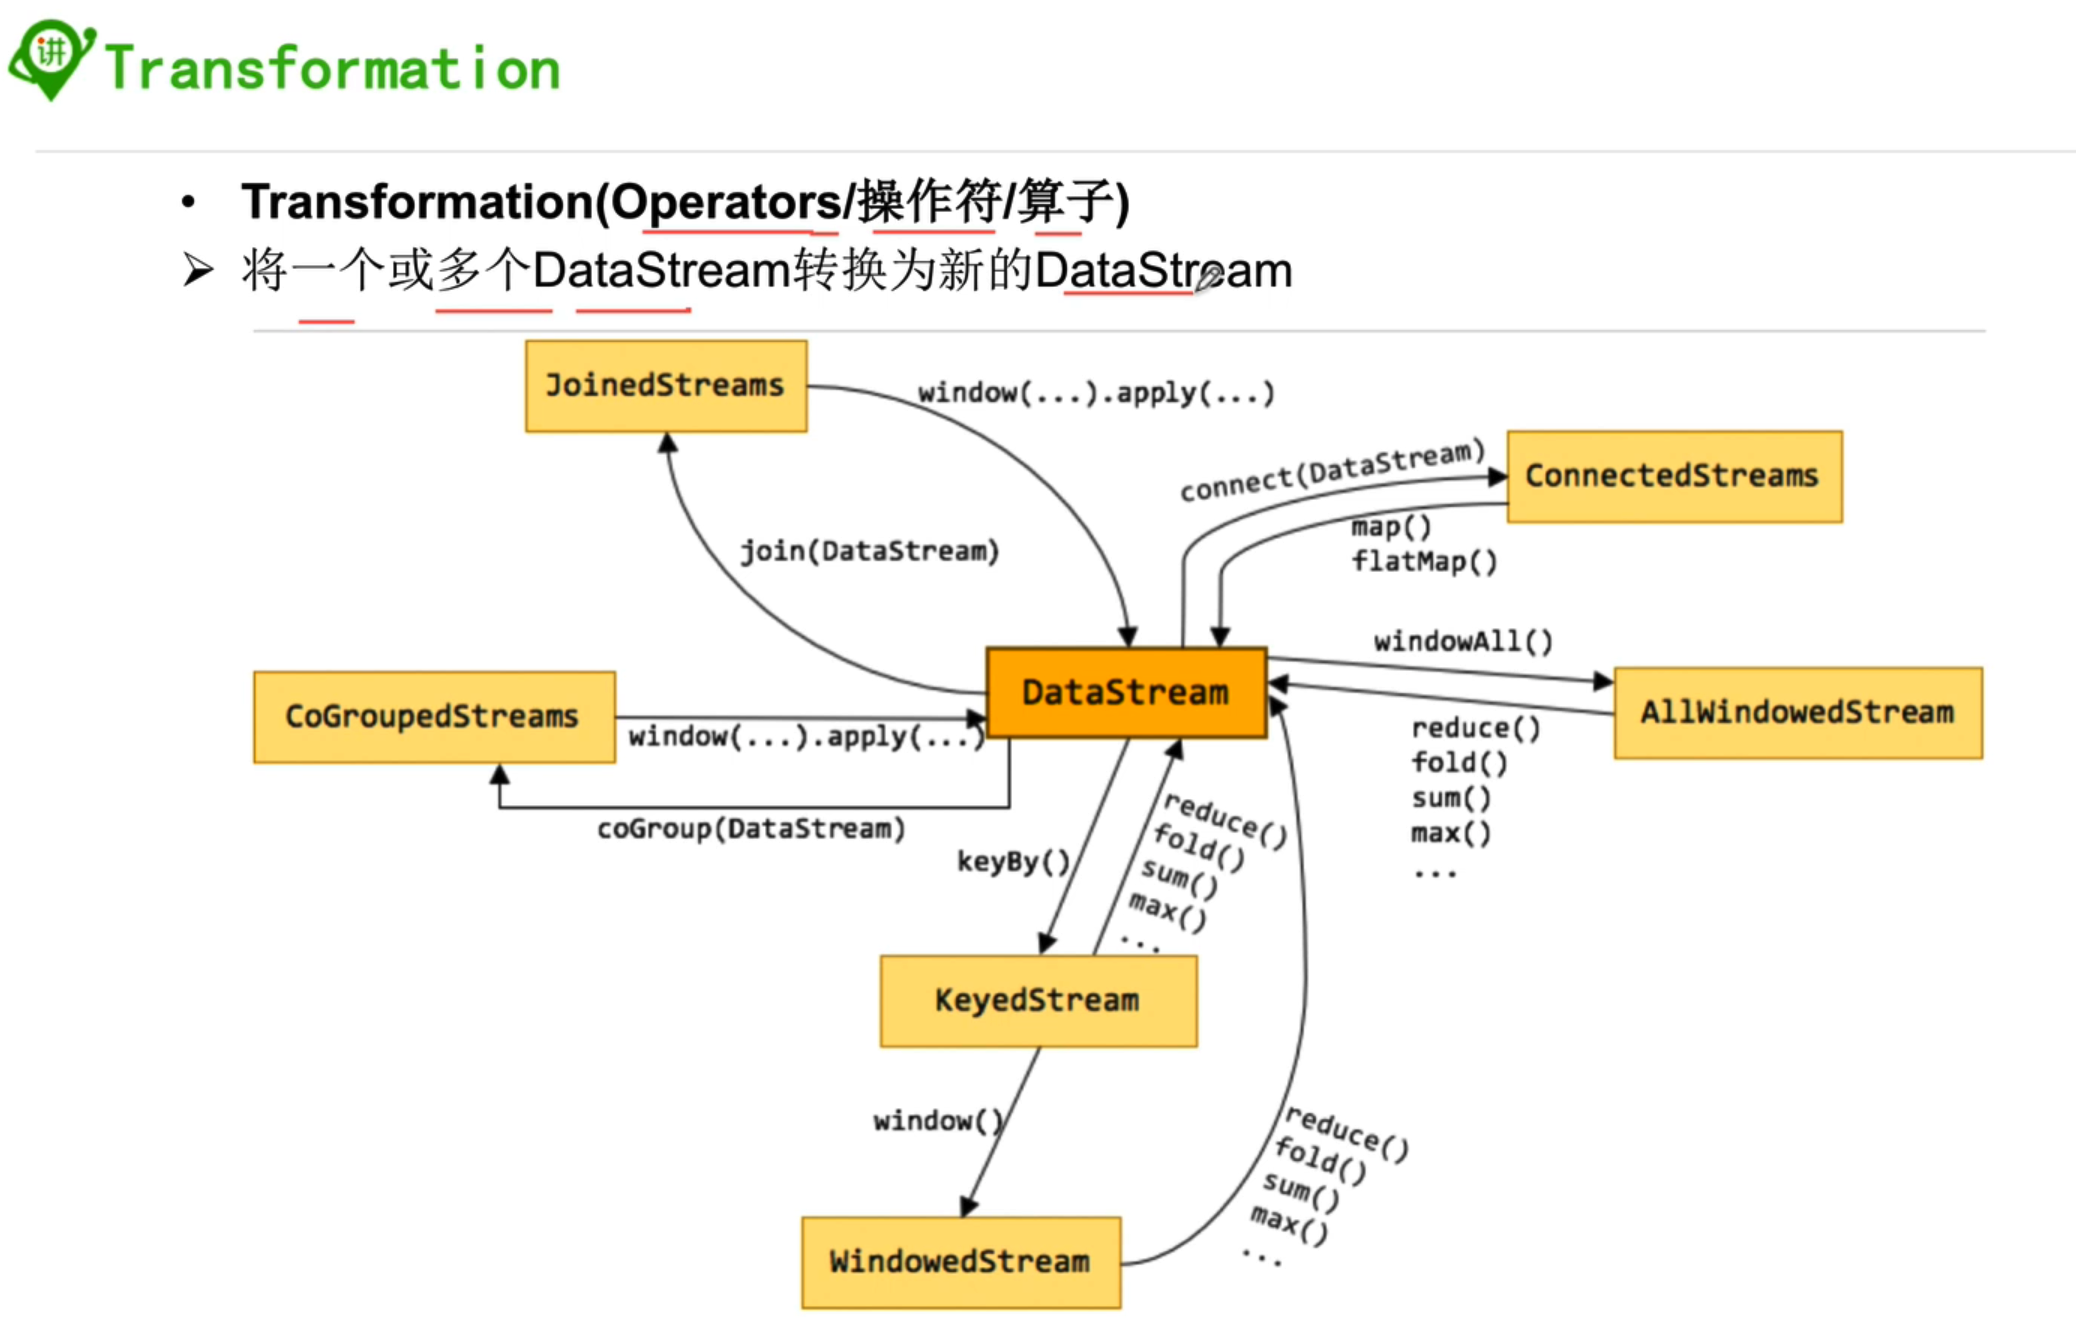 讲
Transformation
• Transformation(Operators/操作符/算子)
➢ 将一个或多个DataStream转换为新的DataStream
JoinedStreams
window(...).apply(...)
connect(DataStream)
ConnectedStreams
map()
flatMap()
join(DataStream)
windowAll()
DataStream
AllWindowedStream
CoGroupedStreams
window(...).apply(...)
reduce()
fold()
sum()
max()
...
coGroup(DataStream)
keyBy()
reduce()
fold()
sum()
max()
...
KeyedStream
window()
reduce()
fold()
sum()
max()
...
WindowedStream